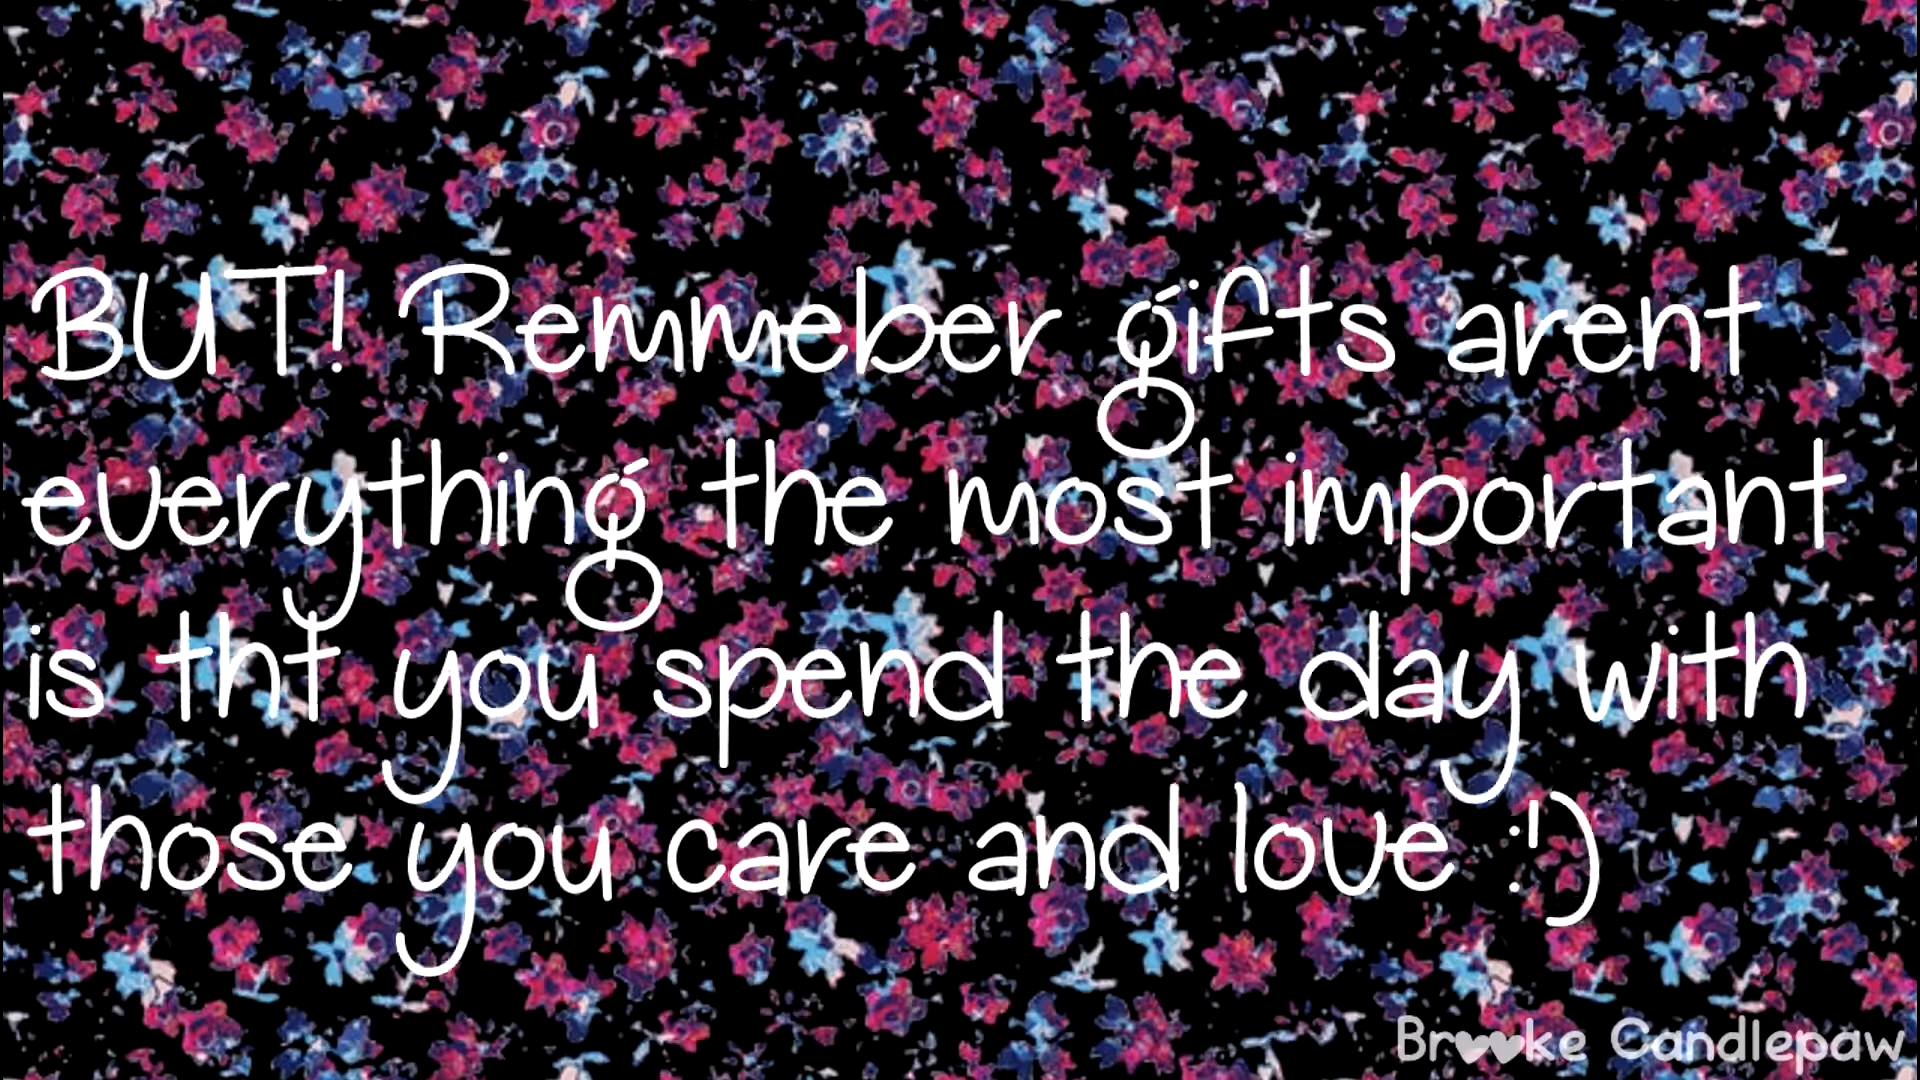 BUT! Remmeber gifts arent
everything the most important
is tht you spend the day with
those you care and love :')
Brooke Candlepaw